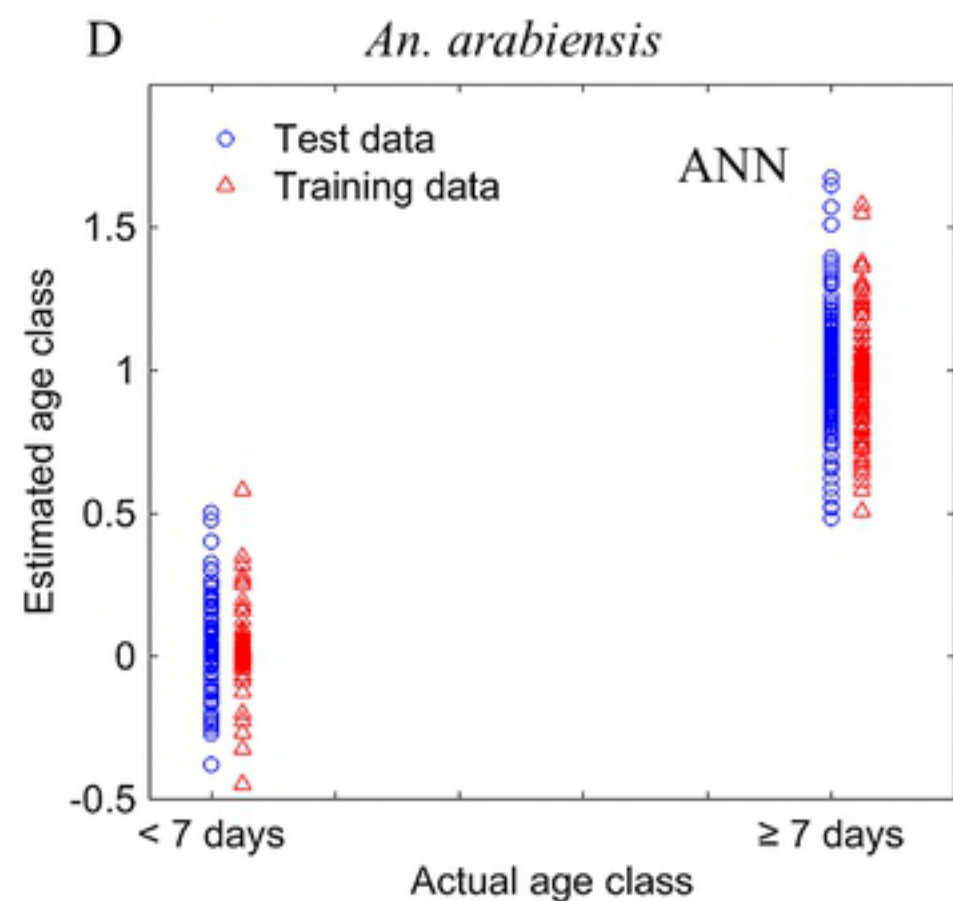 D
An. arabiensis
Test data
Training data
ANN
1.5
1
0.5
0
-0.5
Estimated age class
< 7 days
≥ 7 days
Actual age class